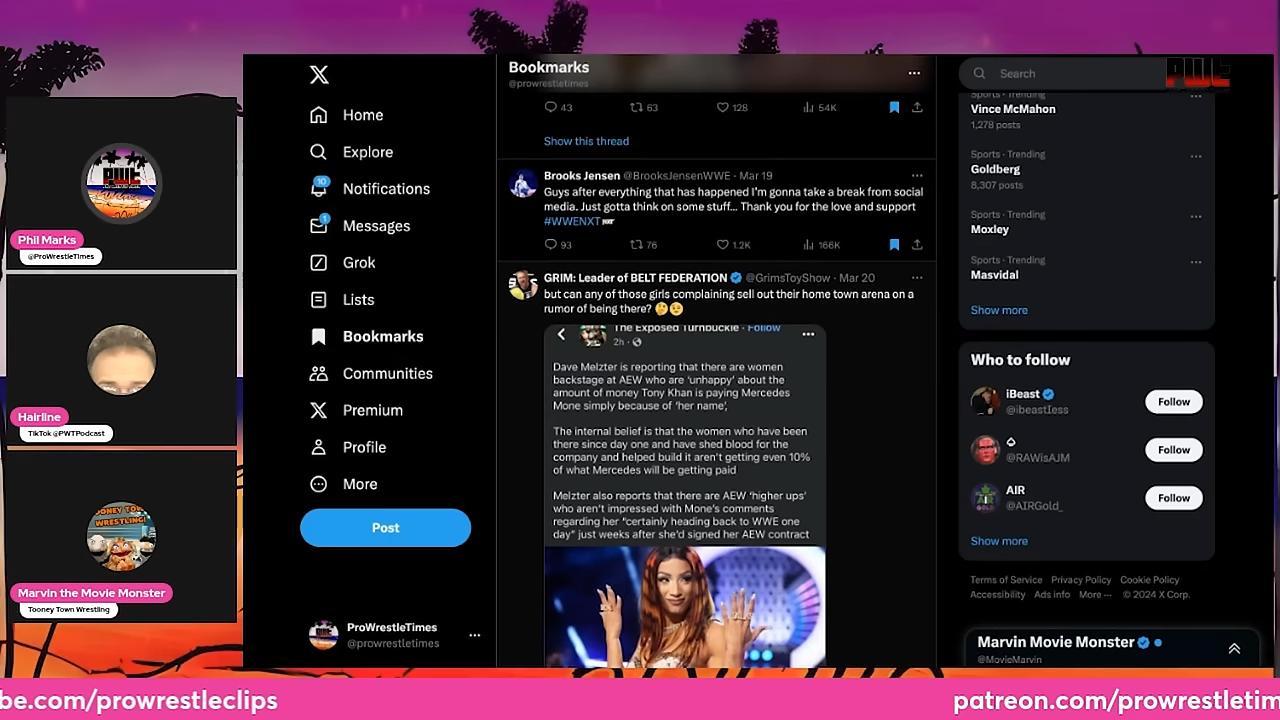 PWT
Phil Marks
@ProWrestleTimes
Hairline
TikTok @PWTPodcast
TOONEY TOWN
WRESTLING!
Marvin the Movie Monster
Tooney Town Wrestling
Home
Explore
10
Notifications
1
Messages
Grok
Lists
Bookmarks
Communities
Premium
Profile
More
Post
ProWrestleTimes
@prowrestletimes
Bookmarks
@prowrestletimes
43 63 128 54K
Show this thread
Brooks Jensen @BrooksJensenWWE · Mar 19
Guys after everything that has happened I'm gonna take a break from social
media. Just gotta think on some stuff... Thank you for the love and support
#WWENXT
93 76 1.2K 166K
GRIM: Leader of BELT FEDERATION @GrimsToyShow · Mar 20
but can any of those girls complaining sell out their home town arena on a
rumor of being there? 🤔😉
The Exposed Turnbuckle · Follow
2h ·
Dave Melzter is reporting that there are women
backstage at AEW who are 'unhappy' about the
amount of money Tony Khan is paying Mercedes
Mone simply because of 'her name',
The internal belief is that the women who have been
there since day one and have shed blood for the
company and helped build it aren't getting even 10%
of what Mercedes will be getting paid
Melzter also reports that there are AEW 'higher ups'
who aren't impressed with Mone's comments
regarding her "certainly heading back to WWE one
day" just weeks after she'd signed her AEW contract
Search
PWT
Sports · Trending
Vince McMahon
1,278 posts
Sports · Trending
Goldberg
8,307 posts
Sports · Trending
Moxley
Sports · Trending
Masvidal
Show more
Who to follow
iBeast
@ibeast1ess
Follow
@RAWisAJM
Follow
AIR
@AIRGold_
Follow
Show more
Terms of Service Privacy Policy Cookie Policy
Accessibility Ads info More ··· © 2024 X Corp.
Marvin Movie Monster
@MovieMarvin
be.com/prowrestleclips
patreon.com/prowrestletim